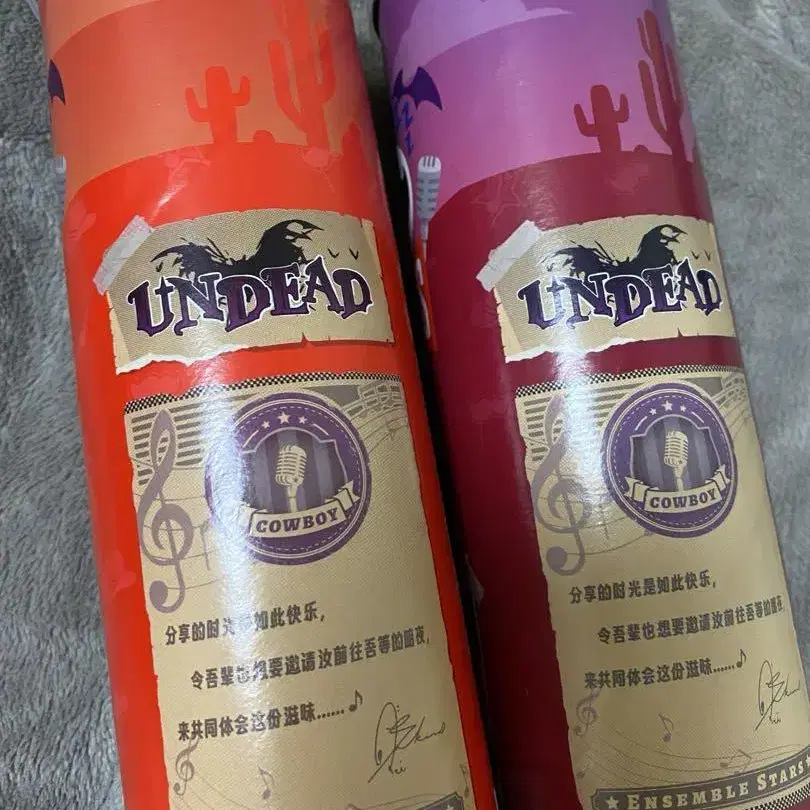 UNDEAD
COWBOY
分享的时光是如此快乐，
令吾辈也想要邀请汝前往吾等的暗夜，
来共同体会这份滋味……♪
UNDEAD
COWBOY
分享的时光是如此快乐，
令吾辈也想要邀请汝前往吾等的暗夜，
来共同体会这份滋味……♪
ENSEMBLE STARS